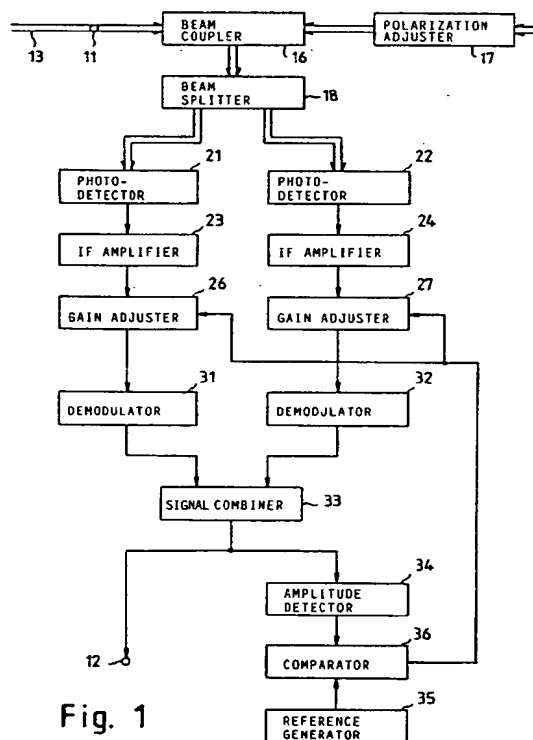 BEAM
COUPLER
POLARIZATION
ADJUSTER
13
11
16
17
BEAM
SPLITTER
18
21
22
PHOTO-
DETECTOR
PHOTO-
DETECTOR
23
24
IF AMPLIFIER
IF AMPLIFIER
26
27
GAIN ADJUSTER
GAIN ADJUSTER
31
32
DEMODULATOR
DEMODJLATOR
SIGNAL COMBINER
33
34
AMPLITUDE
DETECTOR
36
12
COMPARATOR
35
Fig. 1
REFERENCE
GENERATOR